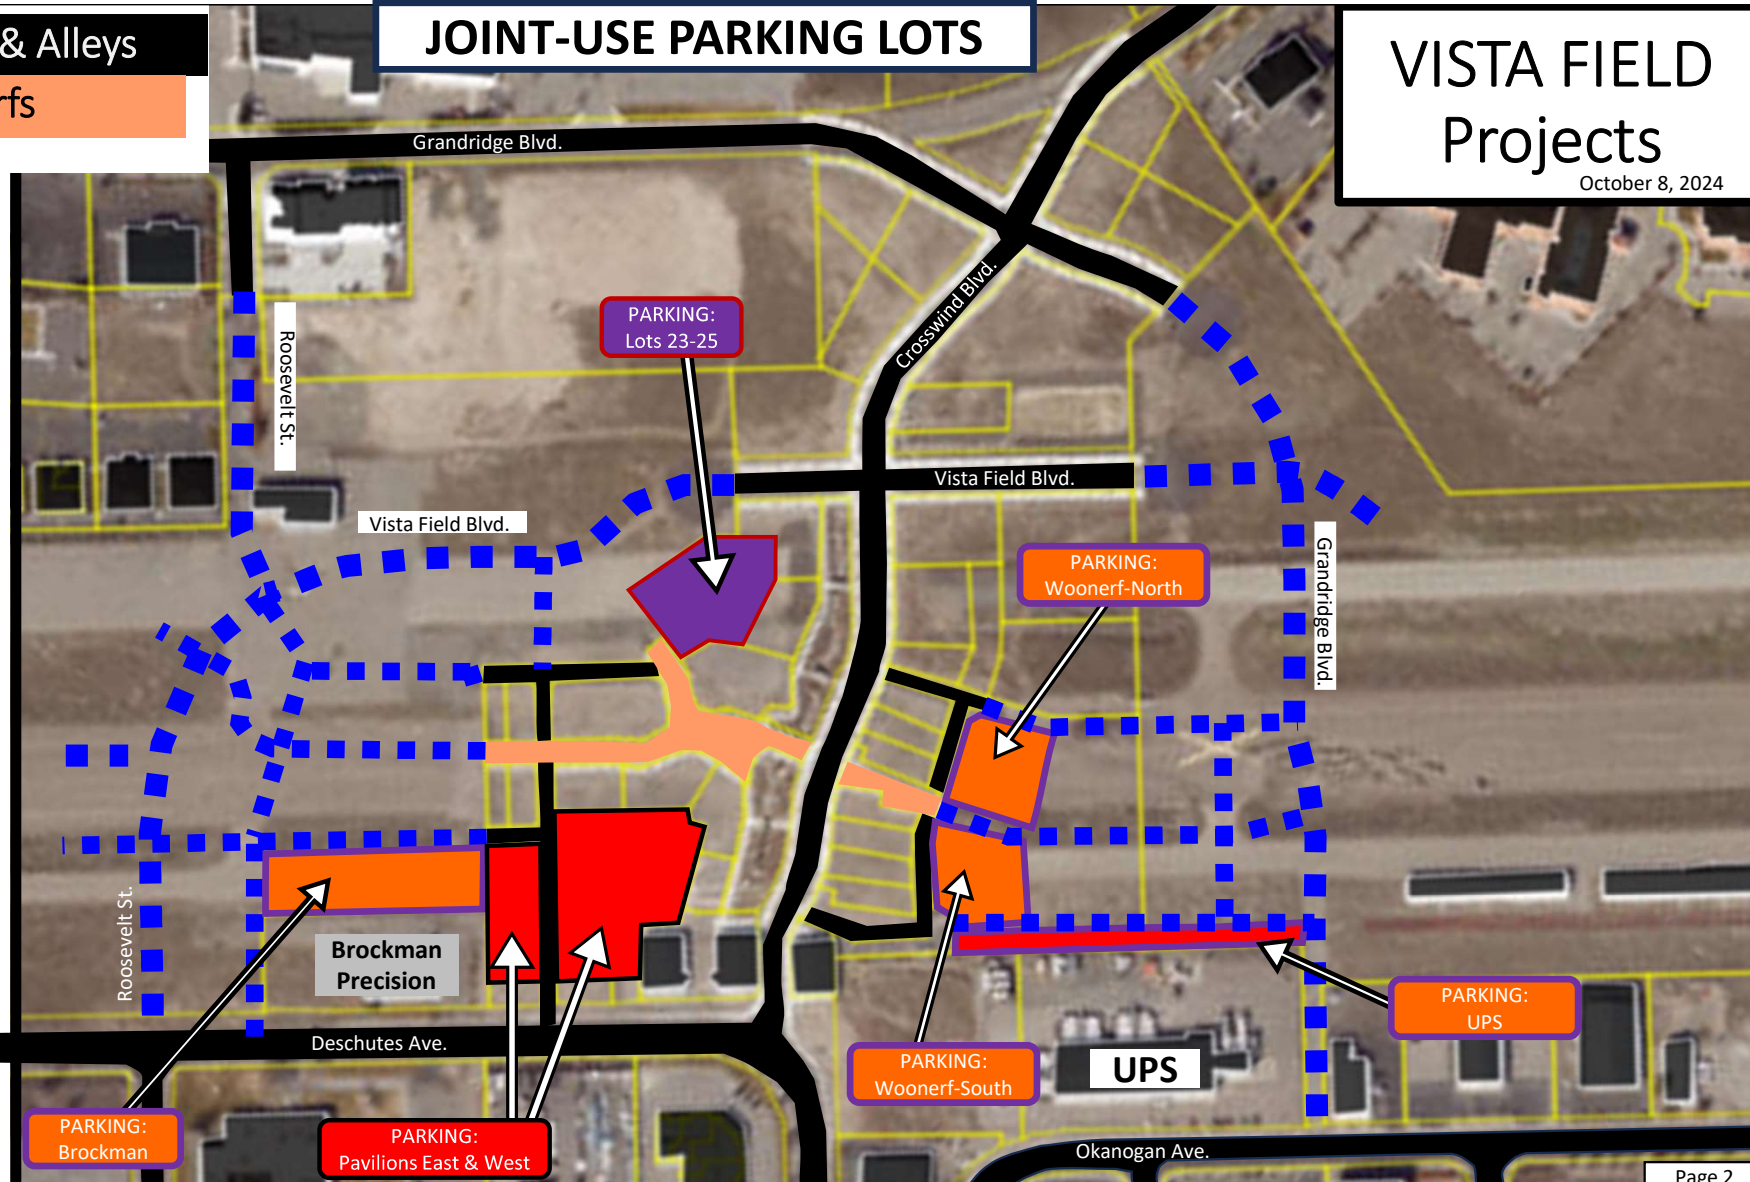 & Alleys
rfs
JOINT-USE PARKING LOTS
VISTA FIELD
Projects
October 8, 2024
Grandridge Blvd.
Crosswind Blvd.
PARKING:
Lots 23-25
Roosevelt St.
Vista Field Blvd.
Vista Field Blvd.
PARKING:
Woonerf-North
Grandridge Blvd.
Roosevelt St.
Brockman
Precision
PARKING:
UPS
Deschutes Ave.
PARKING:
Woonerf-South
UPS
PARKING:
Brockman
PARKING:
Pavilions East & West
Okanogan Ave.
Page 2